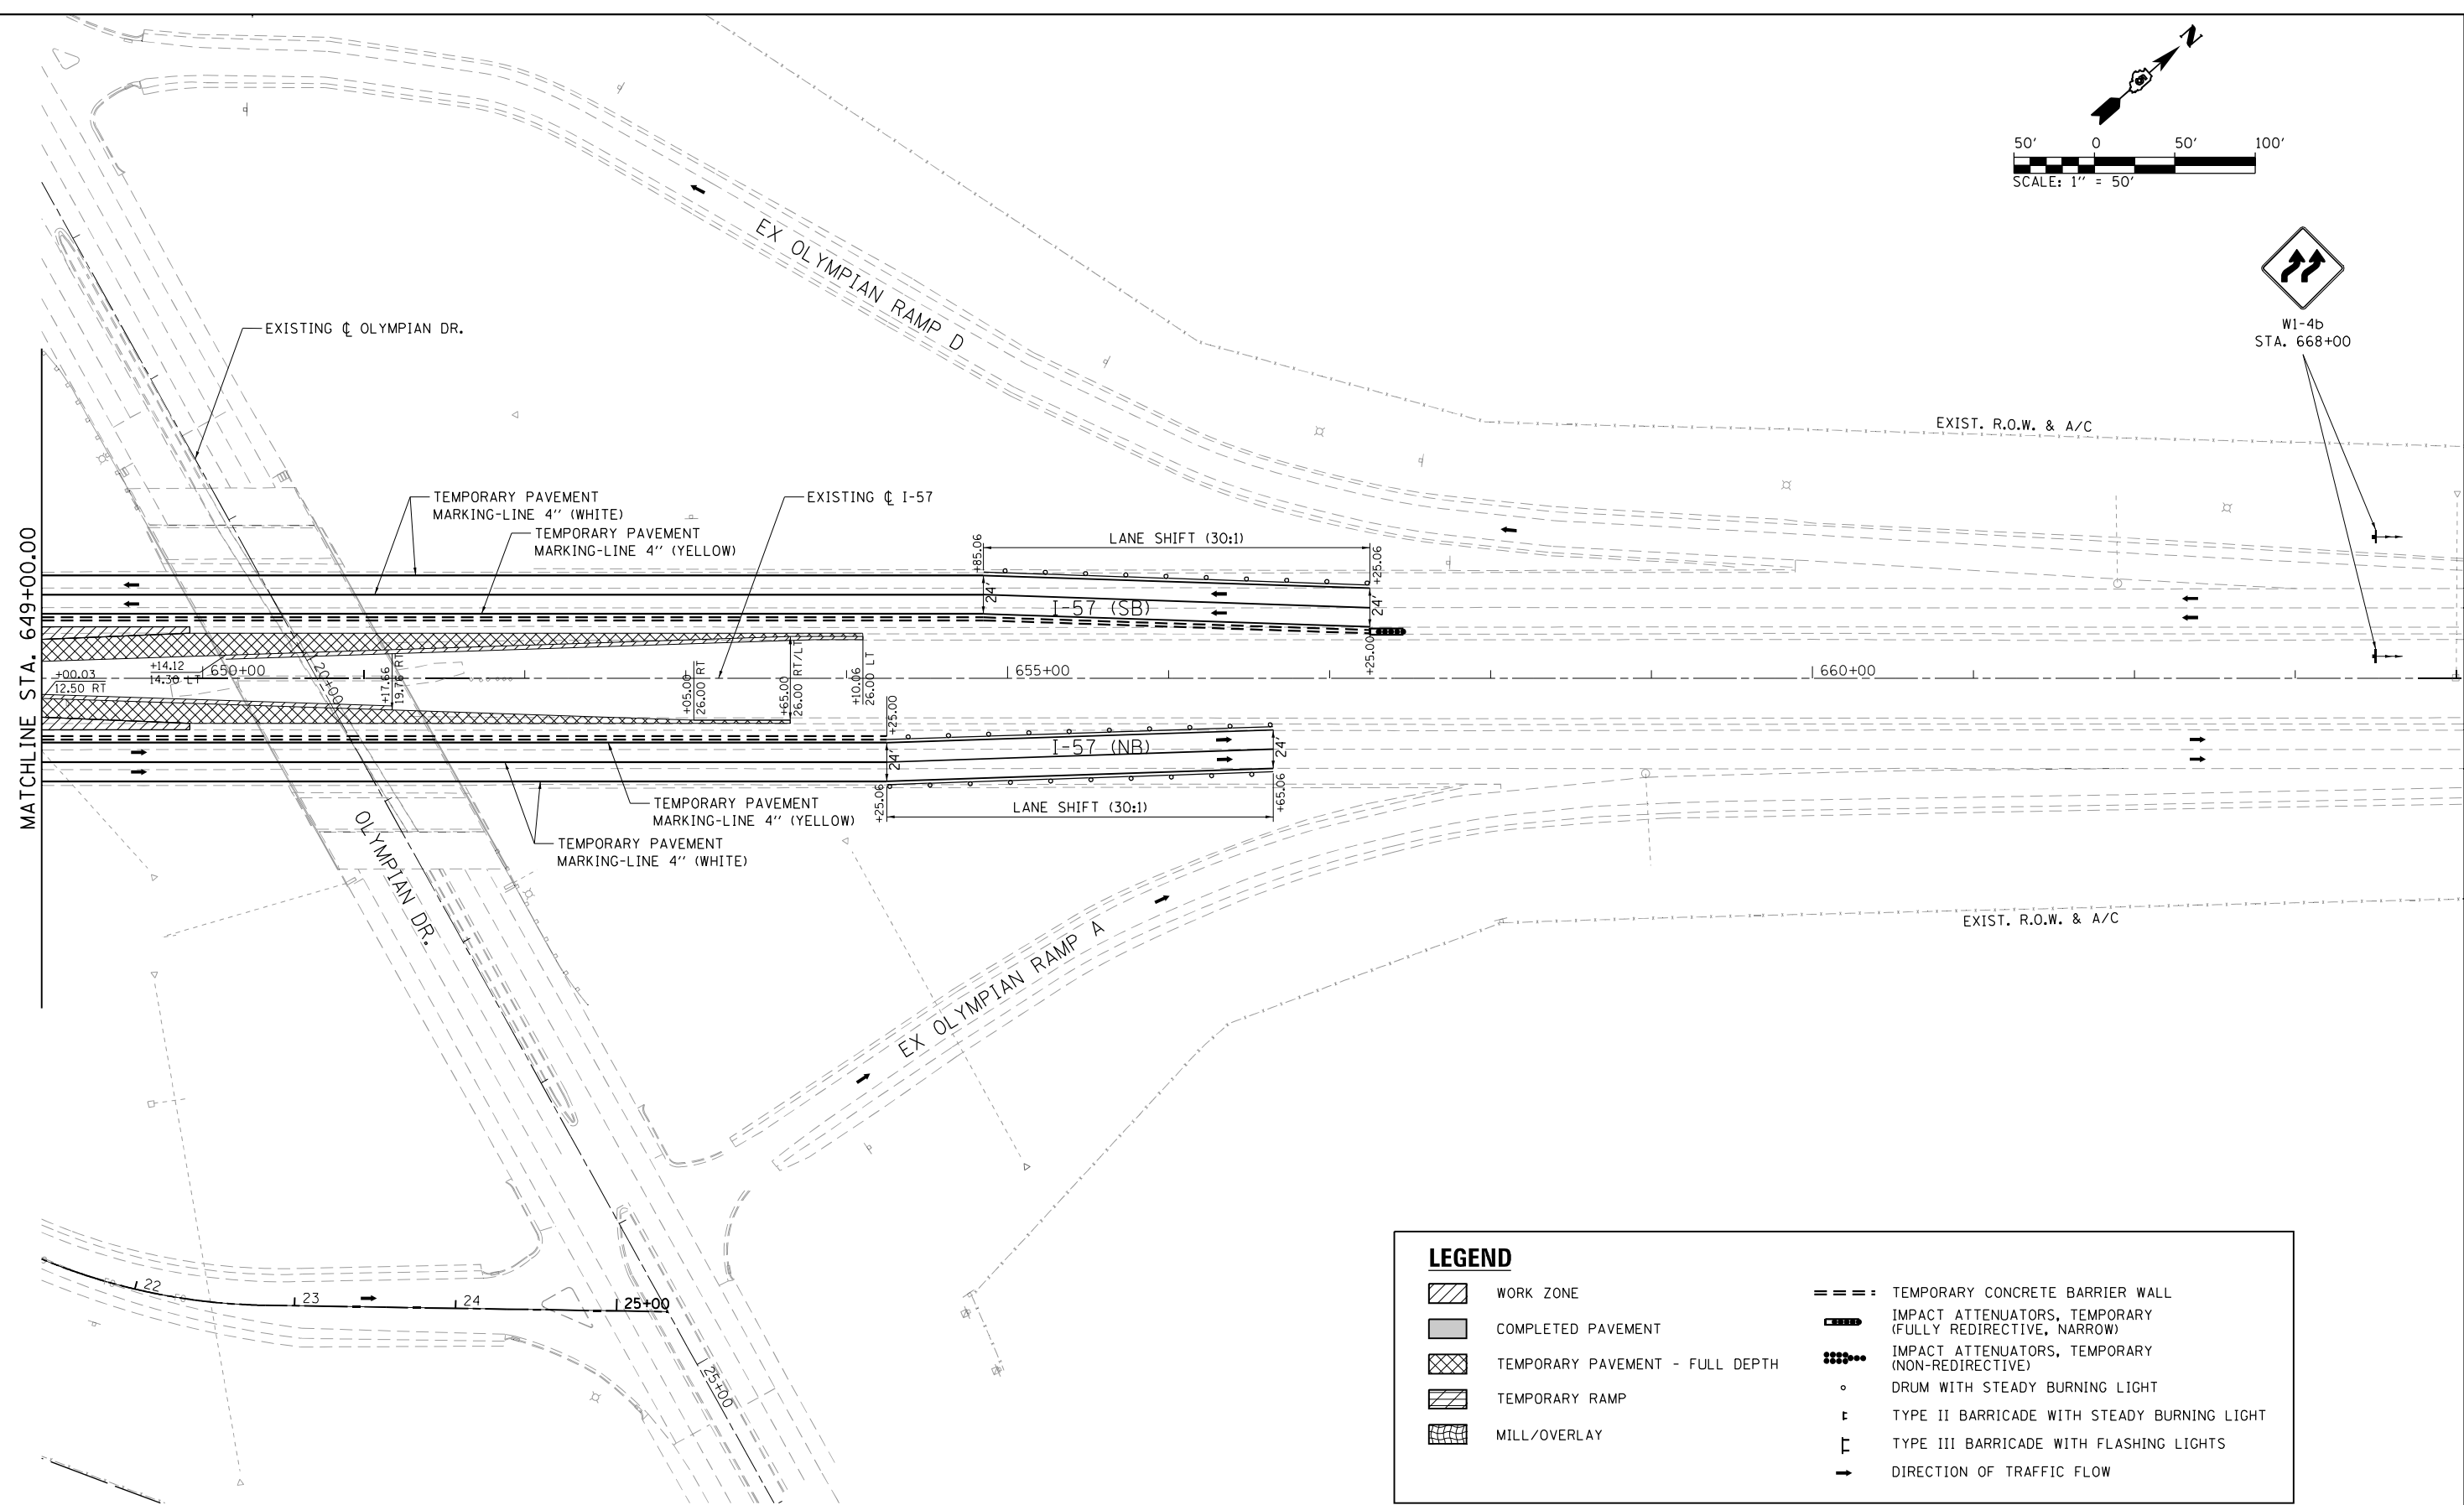 N
50' 0 50' 100'
SCALE: 1" = 50'
W1-4b
STA. 668+00
EX OLYMPIAN RAMP D
EXISTING ℄ OLYMPIAN DR.
EXIST. R.O.W. & A/C
MATCHLINE STA. 649+00.00
TEMPORARY PAVEMENT
MARKING-LINE 4" (WHITE)
TEMPORARY PAVEMENT
MARKING-LINE 4" (YELLOW)
EXISTING ℄ I-57
+85.06
LANE SHIFT (30:1)
+25.06
24'
I-57 (SB)
24'
+25.00
+00.03
12.50 RT
+14.12
14.30 LT
650+00
20+00
+17.66
19.76 RT
+05.00
26.00 RT
+65.00
26.00 RT/LT
+10.06
26.00 LT
+25.00
655+00
660+00
24'
I-57 (NB)
24'
+25.06
LANE SHIFT (30:1)
+65.06
TEMPORARY PAVEMENT
MARKING-LINE 4" (YELLOW)
TEMPORARY PAVEMENT
MARKING-LINE 4" (WHITE)
OLYMPIAN DR.
EX OLYMPIAN RAMP A
EXIST. R.O.W. & A/C
22
23
24
25+00
25+00
LEGEND
WORK ZONE
COMPLETED PAVEMENT
TEMPORARY PAVEMENT - FULL DEPTH
TEMPORARY RAMP
MILL/OVERLAY
TEMPORARY CONCRETE BARRIER WALL
IMPACT ATTENUATORS, TEMPORARY
(FULLY REDIRECTIVE, NARROW)
IMPACT ATTENUATORS, TEMPORARY
(NON-REDIRECTIVE)
DRUM WITH STEADY BURNING LIGHT
TYPE II BARRICADE WITH STEADY BURNING LIGHT
TYPE III BARRICADE WITH FLASHING LIGHTS
DIRECTION OF TRAFFIC FLOW